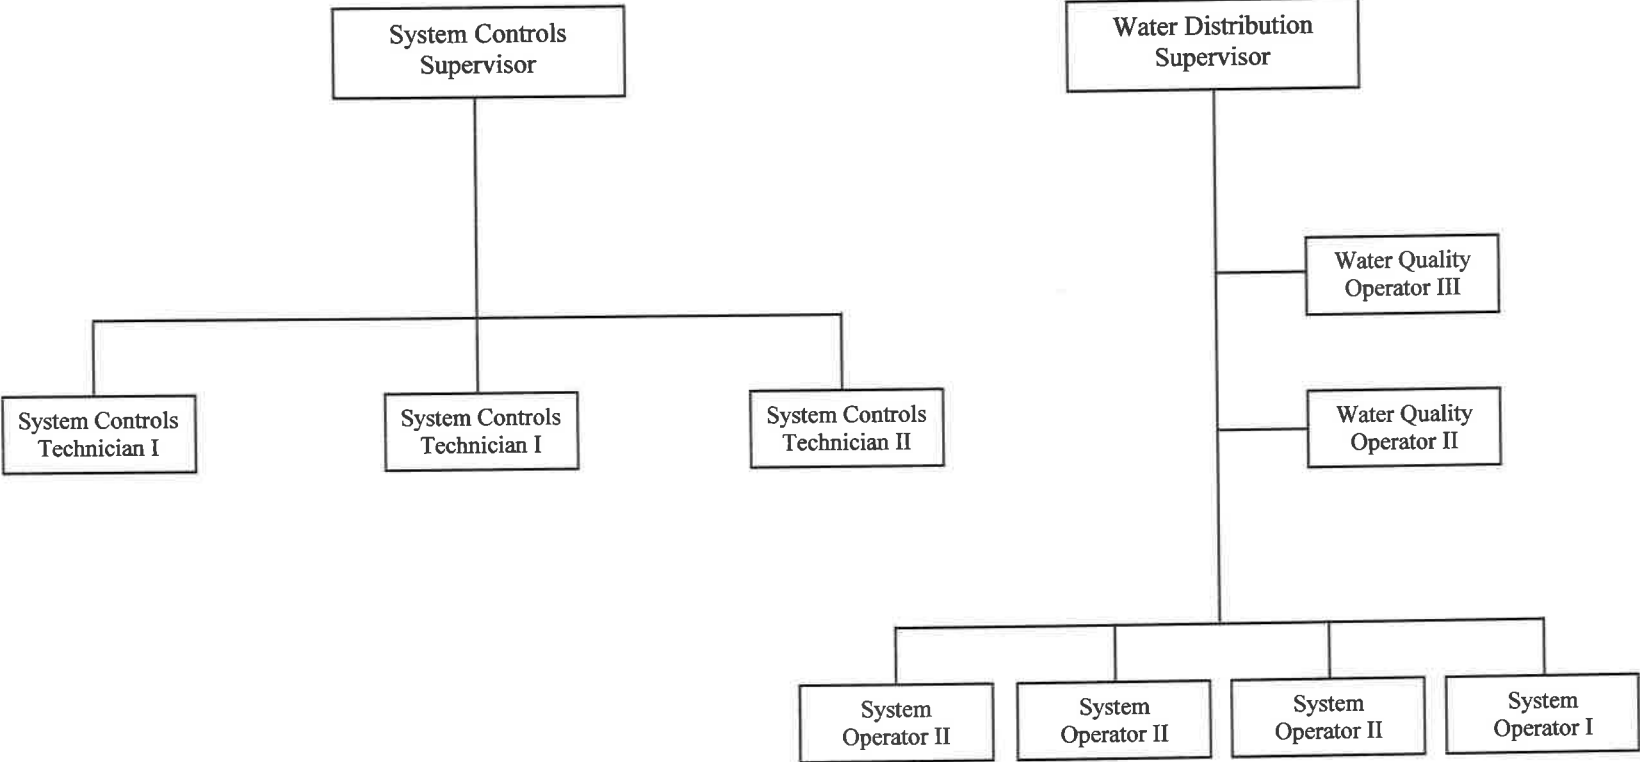 System Controls
Supervisor
Water Distribution
Supervisor
Water Quality
Operator III
Water Quality
Operator II
System Controls
Technician I
System Controls
Technician I
System Controls
Technician II
System
Operator II
System
Operator II
System
Operator II
System
Operator I